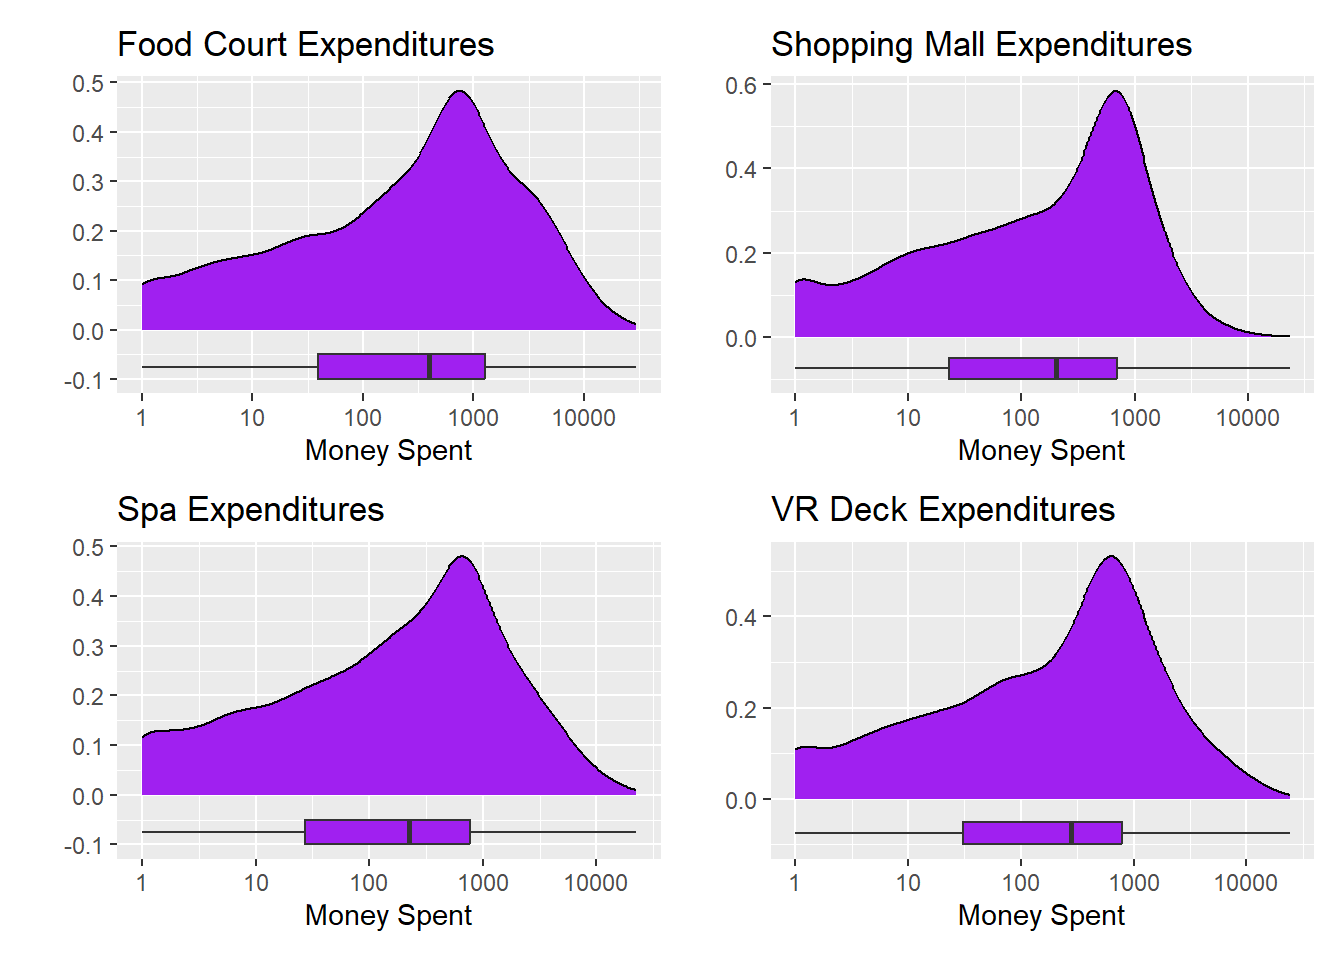 Food Court Expenditures
0.5
0.4
0.3
0.2
0.1
0.0
-0.1
1 10 100 1000 10000
Money Spent
Shopping Mall Expenditures
0.6
0.4
0.2
0.0
1 10 100 1000 10000
Money Spent
Spa Expenditures
0.5
0.4
0.3
0.2
0.1
0.0
-0.1
1 10 100 1000 10000
Money Spent
VR Deck Expenditures
0.4
0.2
0.0
1 10 100 1000 10000
Money Spent